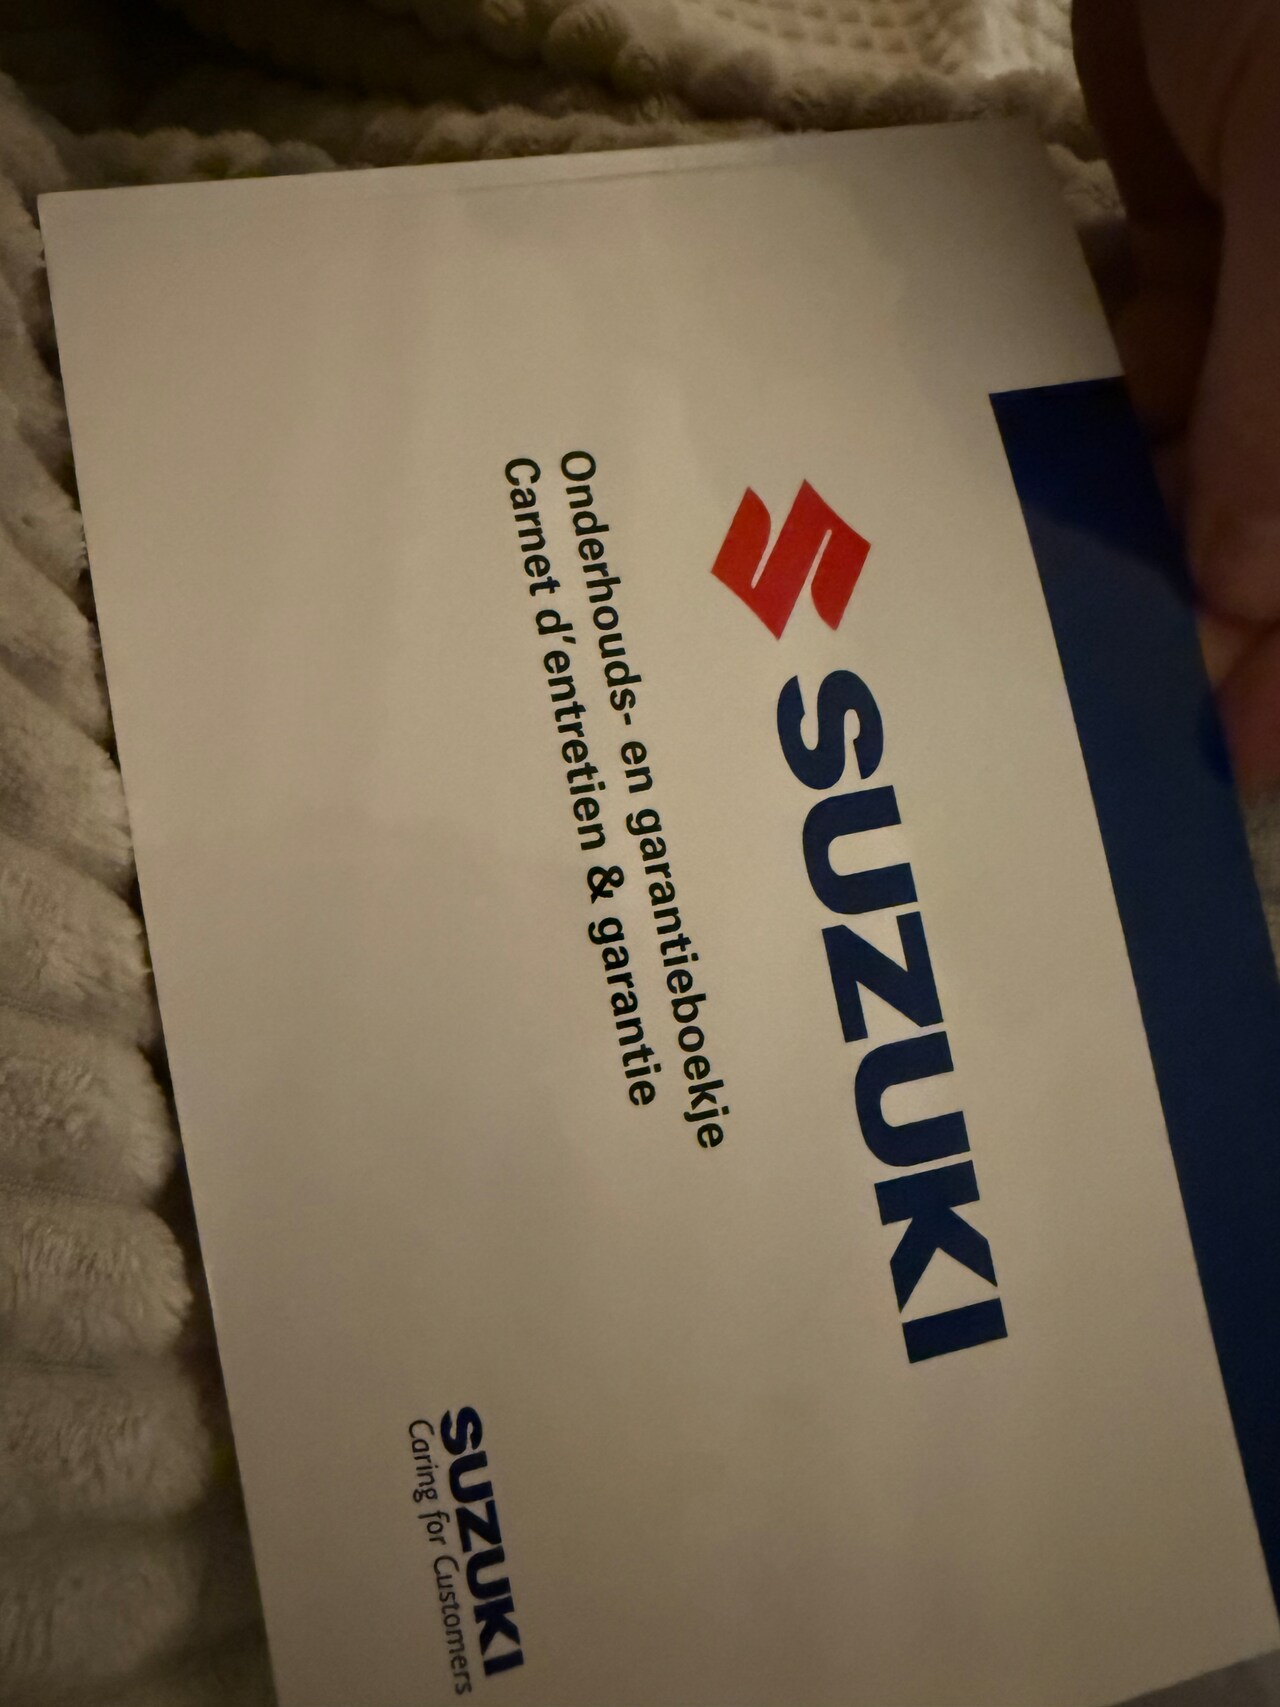 SUZUKI
Onderhouds- en garantieboekje
Carnet d'entretien & garantie
SUZUKI
Caring for Customers